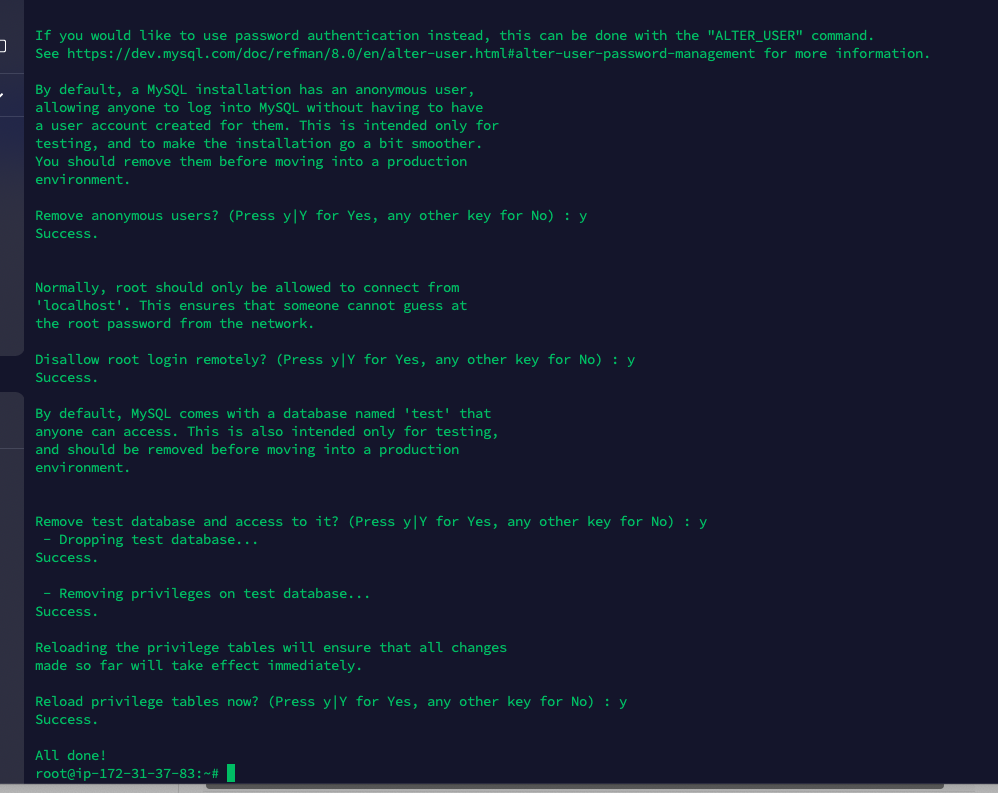 If you would like to use password authentication instead, this can be done with the "ALTER_USER" command.
See https://dev.mysql.com/doc/refman/8.0/en/alter-user.html#alter-user-password-management for more information.
By default, a MySQL installation has an anonymous user,
allowing anyone to log into MySQL without having to have
a user account created for them. This is intended only for
testing, and to make the installation go a bit smoother.
You should remove them before moving into a production
environment.
Remove anonymous users? (Press y|Y for Yes, any other key for No) : y
Success.
Normally, root should only be allowed to connect from
'localhost'. This ensures that someone cannot guess at
the root password from the network.
Disallow root login remotely? (Press y|Y for Yes, any other key for No) : y
Success.
By default, MySQL comes with a database named 'test' that
anyone can access. This is also intended only for testing,
and should be removed before moving into a production
environment.
Remove test database and access to it? (Press y|Y for Yes, any other key for No) : y
- Dropping test database...
Success.
- Removing privileges on test database...
Success.
Reloading the privilege tables will ensure that all changes
made so far will take effect immediately.
Reload privilege tables now? (Press y|Y for Yes, any other key for No) : y
Success.
All done!
root@ip-172-31-37-83:~#